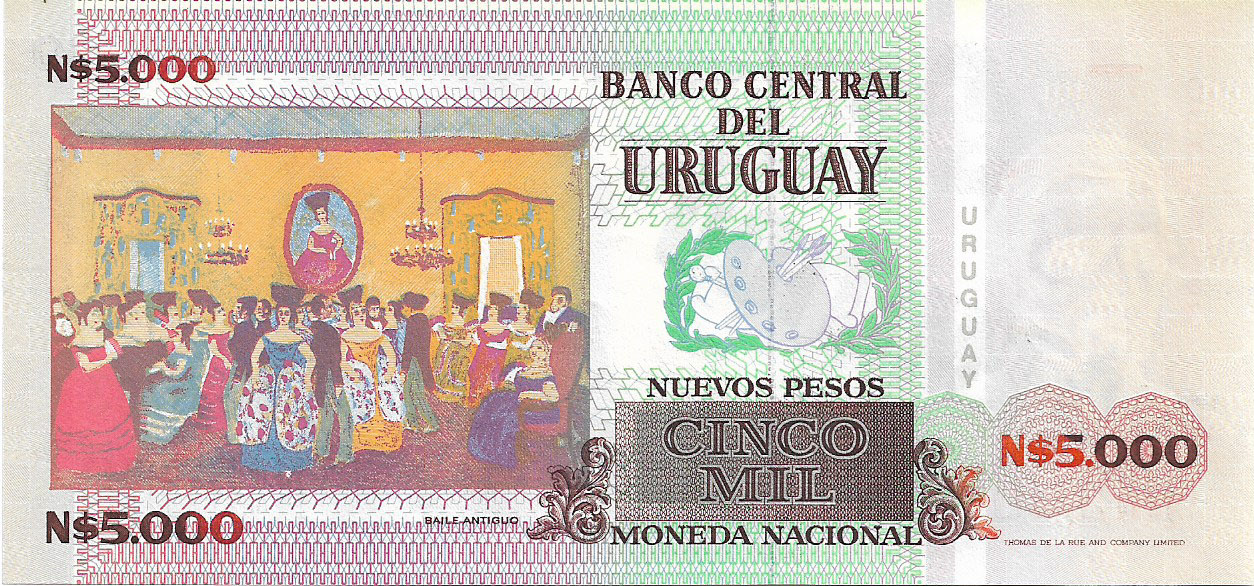 N$5.000
BANCO CENTRAL
DEL
URUGUAY
URUGUAY
NUEVOS PESOS
CINCO
MIL
N$5.000
N$5.000
BAILE ANTIGUO
MONEDA NACIONAL
THOMAS DE LA RUE AND COMPANY LIMITED